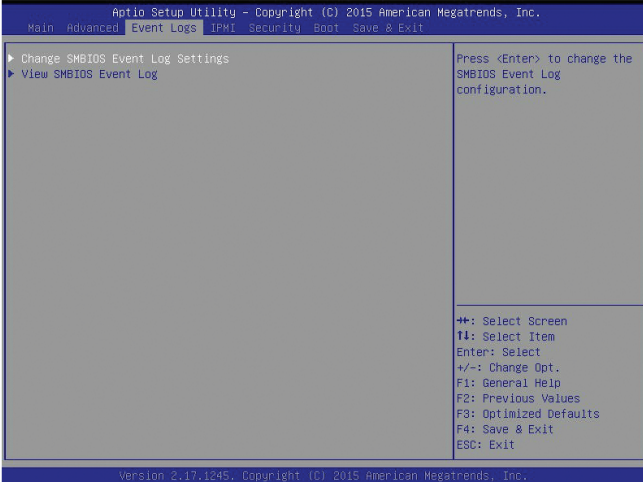 Aptio Setup Utility – Copyright (C) 2015 American Megatrends, Inc.
Main Advanced Event Logs IPMI Security Boot Save & Exit
▶ Change SMBIOS Event Log Settings
▶ View SMBIOS Event Log
Press <Enter> to change the
SMBIOS Event Log
configuration.
→←: Select Screen
↑↓: Select Item
Enter: Select
+/-: Change Opt.
F1: General Help
F2: Previous Values
F3: Optimized Defaults
F4: Save & Exit
ESC: Exit
Version 2.17.1245. Copyright (C) 2015 American Megatrends, Inc.